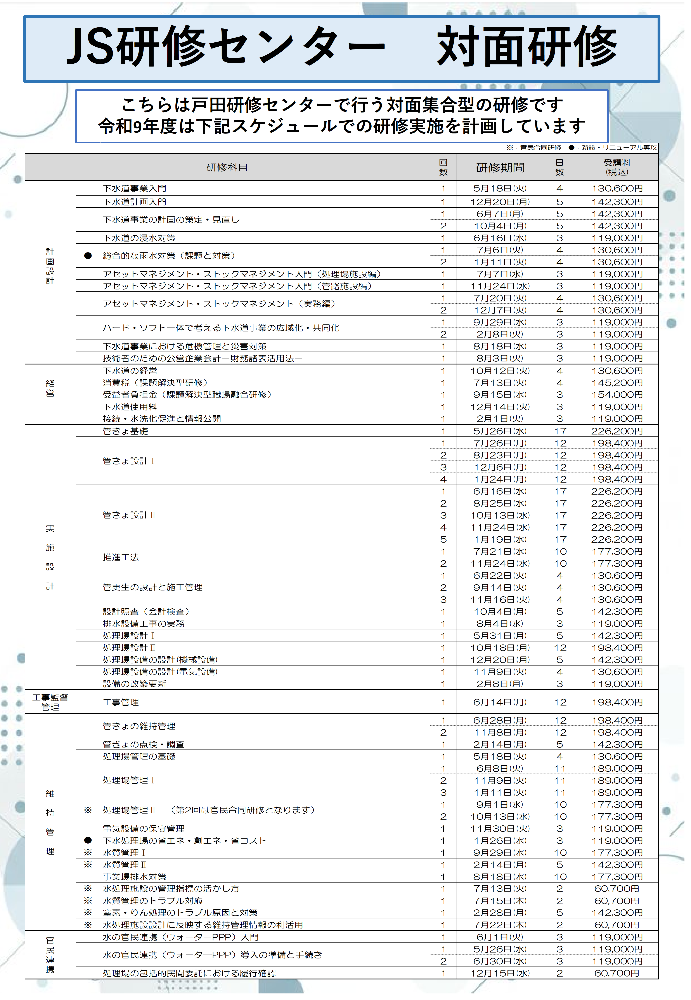 JS研修センター　対面研修
こちらは戸田研修センターで行う対面集合型の研修です
令和9年度は下記スケジュールでの研修実施を計画しています
※：官民合同研修　●：新設・リニューアル専攻
研修科目 回数 研修期間 日数 受講料(税込)
計画設計
下水道事業入門 1 5月18日(火) 4 130,600円
下水道計画入門 1 12月20日(月) 5 142,300円
下水道事業の計画の策定・見直し 1 6月7日(月) 5 142,300円
2 10月4日(月) 5 142,300円
下水道の浸水対策 1 6月16日(水) 3 119,000円
● 総合的な雨水対策（課題と対策） 1 7月6日(火) 4 130,600円
2 1月11日(火) 4 130,600円
アセットマネジメント・ストックマネジメント入門（処理場施設編） 1 7月7日(水) 3 119,000円
アセットマネジメント・ストックマネジメント入門（管路施設編） 1 11月24日(水) 3 119,000円
アセットマネジメント・ストックマネジメント（実務編） 1 7月20日(火) 4 130,600円
2 12月7日(火) 4 130,600円
ハード・ソフト一体で考える下水道事業の広域化・共同化 1 9月29日(水) 3 119,000円
2 2月8日(火) 3 119,000円
下水道事業における危機管理と災害対策 1 8月18日(水) 3 119,000円
技術者のための公営企業会計－財務諸表活用法－ 1 8月3日(火) 3 119,000円
経営
下水道の経営 1 10月12日(火) 4 130,600円
消費税（課題解決型研修） 1 7月13日(火) 4 145,200円
受益者負担金（課題解決型職場融合研修） 1 9月15日(水) 3 154,000円
下水道使用料 1 12月14日(火) 3 119,000円
接続・水洗化促進と情報公開 1 2月1日(火) 3 119,000円
実施設計
管きょ基礎 1 5月26日(水) 17 226,200円
管きょ設計Ⅰ 1 7月26日(月) 12 198,400円
2 8月23日(月) 12 198,400円
3 12月6日(月) 12 198,400円
4 1月24日(月) 12 198,400円
管きょ設計Ⅱ 1 6月16日(水) 17 226,200円
2 8月25日(水) 17 226,200円
3 10月13日(水) 17 226,200円
4 11月24日(水) 17 226,200円
5 1月19日(水) 17 226,200円
推進工法 1 7月21日(水) 10 177,300円
2 11月24日(水) 10 177,300円
管更生の設計と施工管理 1 6月22日(火) 4 130,600円
2 9月14日(火) 4 130,600円
3 11月16日(火) 4 130,600円
設計照査（会計検査） 1 10月4日(月) 5 142,300円
排水設備工事の実務 1 8月4日(水) 3 119,000円
処理場設計Ⅰ 1 5月31日(月) 5 142,300円
処理場設計Ⅱ 1 10月18日(月) 12 198,400円
処理場設備の設計(機械設備) 1 12月20日(月) 5 142,300円
処理場設備の設計(電気設備) 1 11月9日(火) 4 130,600円
設備の改築更新 1 2月8日(月) 3 119,000円
工事監督管理
工事管理 1 6月14日(月) 12 198,400円
維持管理
管きょの維持管理 1 6月28日(月) 12 198,400円
2 11月8日(月) 12 198,400円
管きょの点検・調査 1 2月14日(月) 5 142,300円
処理場管理の基礎 1 5月18日(火) 4 130,600円
処理場管理Ⅰ 1 6月8日(火) 11 189,000円
2 11月9日(火) 11 189,000円
3 1月11日(火) 11 189,000円
※ 処理場管理Ⅱ　（第2回は官民合同研修となります） 1 9月1日(水) 10 177,300円
2 10月13日(水) 10 177,300円
電気設備の保守管理 1 11月30日(火) 3 119,000円
● 下水処理場の省エネ・創エネ・省コスト 1 1月26日(水) 3 119,000円
※ 水質管理Ⅰ 1 9月29日(水) 10 177,300円
※ 水質管理Ⅱ 1 2月14日(月) 5 142,300円
事業場排水対策 1 8月18日(水) 10 177,300円
※ 水処理施設の管理指標の活かし方 1 7月13日(火) 2 60,700円
※ 水質管理のトラブル対応 1 7月15日(木) 2 60,700円
※ 窒素・りん処理のトラブル原因と対策 1 2月28日(月) 5 142,300円
※ 水処理施設設計に反映する維持管理情報の利活用 1 7月22日(木) 2 60,700円
官民連携
水の官民連携（ウォーターPPP）入門 1 6月1日(火) 3 119,000円
水の官民連携（ウォーターPPP）導入の準備と手続き 1 5月26日(水) 3 119,000円
2 6月30日(水) 3 119,000円
処理場の包括的民間委託における履行確認 1 12月15日(水) 2 60,700円